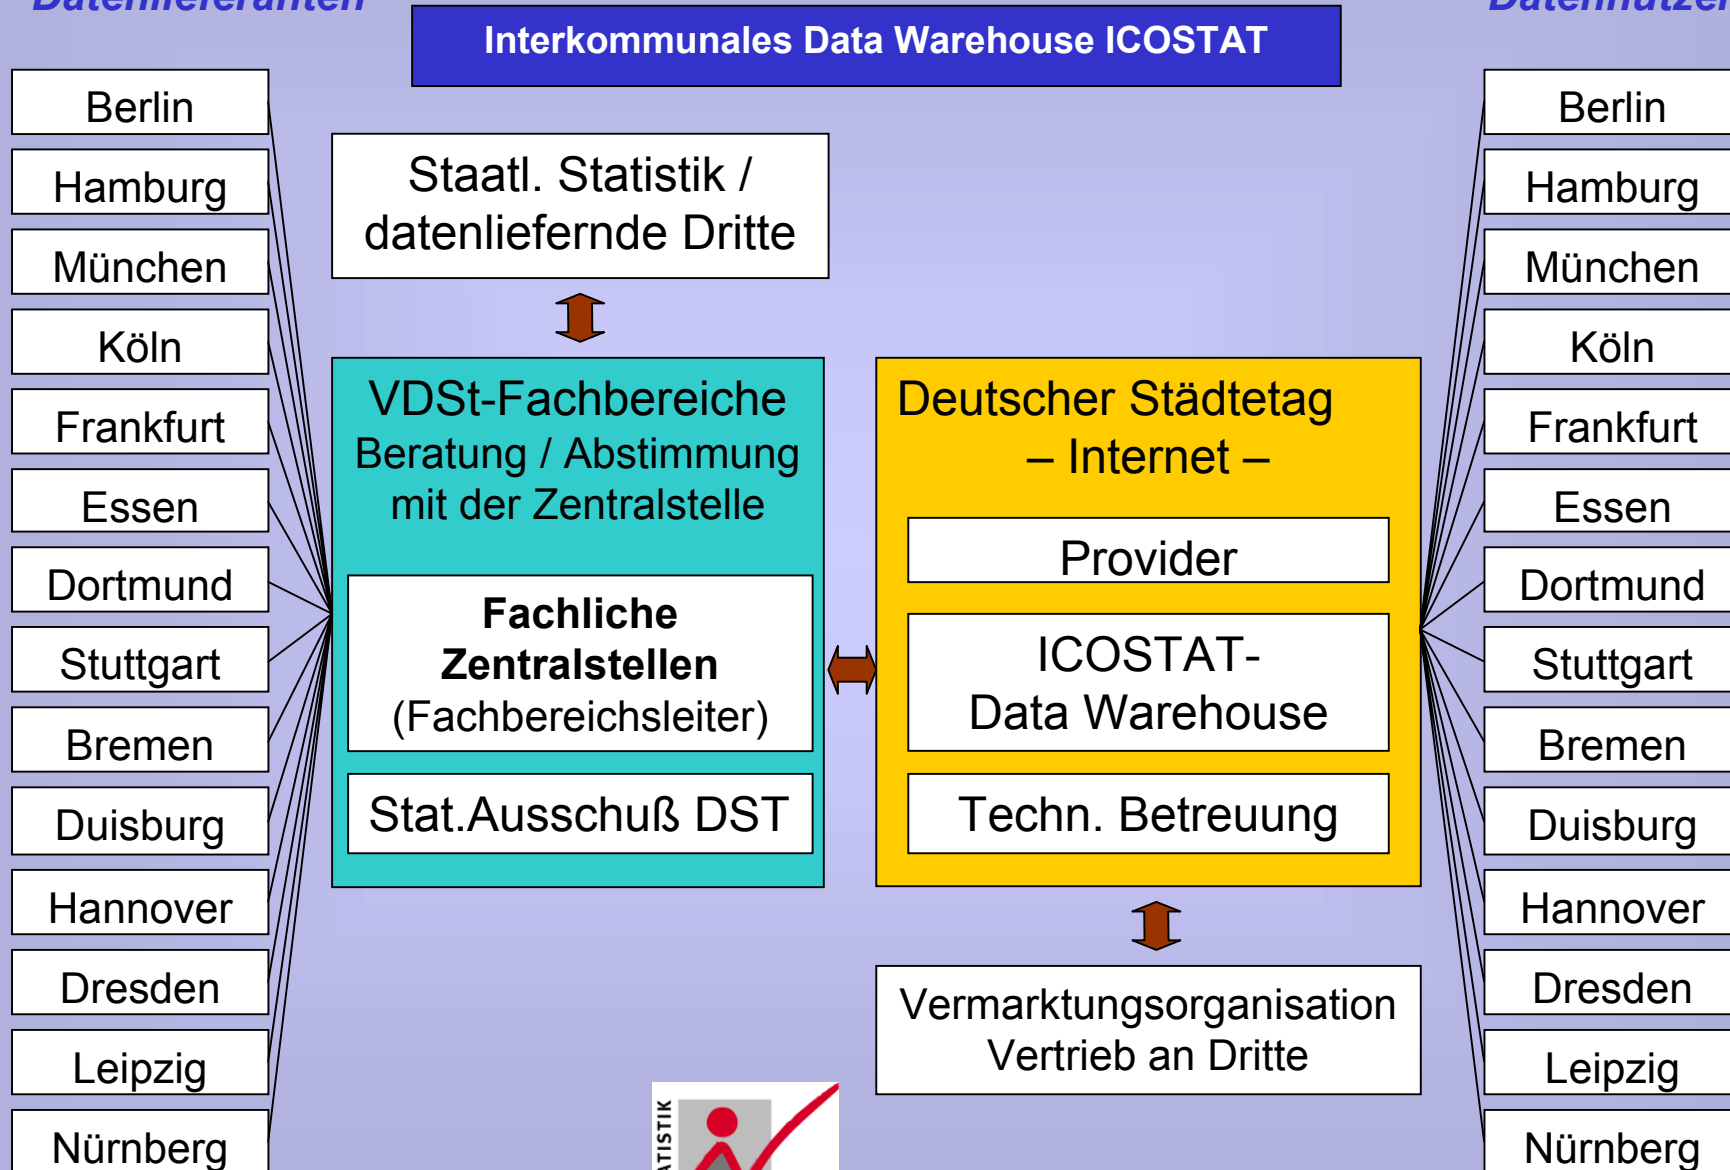 Datenlieferanten
Datennutzer
Interkommunales Data Warehouse ICOSTAT
Berlin
Hamburg
München
Köln
Frankfurt
Essen
Dortmund
Stuttgart
Bremen
Duisburg
Hannover
Dresden
Leipzig
Nürnberg
Staatl. Statistik /
datenliefernde Dritte
VDSt-Fachbereiche
Beratung / Abstimmung
mit der Zentralstelle
Fachliche
Zentralstellen
(Fachbereichsleiter)
Stat.Ausschuß DST
Deutscher Städtetag
– Internet –
Provider
ICOSTAT-
Data Warehouse
Techn. Betreuung
Vermarktungsorganisation
Vertrieb an Dritte
ATISTIK
Berlin
Hamburg
München
Köln
Frankfurt
Essen
Dortmund
Stuttgart
Bremen
Duisburg
Hannover
Dresden
Leipzig
Nürnberg